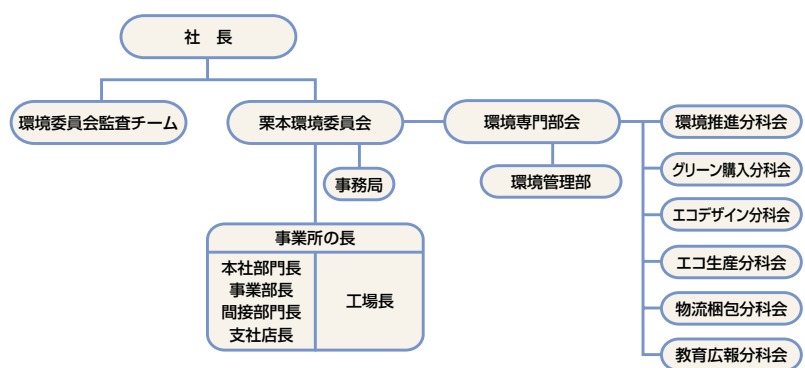 社 長
環境委員会監査チーム
栗本環境委員会
環境専門部会
環境推進分科会
グリーン購入分科会
事務局
環境管理部
エコデザイン分科会
事業所の長
本社部門長
事業部長
間接部門長
支社店長
工場長
エコ生産分科会
物流梱包分科会
教育広報分科会